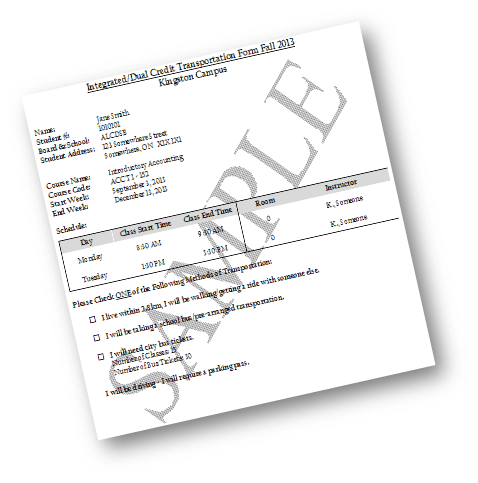 Integrated/Dual Credit Transportation Form Fall 2013
Kingston Campus
Name: Jane Smith
Student #: 1010101
Board & School: ALCDSB
Student Address: 123 Somewhere Street
Somewhere, ON X1X 1X1
Course Name: Introductory Accounting
Course Code: ACCT1 - 152
Start Week: September 3, 2013
End Week: December 13, 2013
Schedule:
Day Class Start Time Class End Time Room Instructor
Monday 8:30 AM 9:30 AM 0 K., Someone
Tuesday 1:30 PM 3:30 PM 0 K., Someone
Please Check ONE of the Following Methods of Transportation:
I live within 2.8 km, I will be walking/getting a ride with someone else.
I will be taking a school bus/pre-arranged transportation.
I will need city bus tickets.
Number of Classes: 15
Number of Bus Tickets: 30
I will be driving - I will require a parking pass.
SAMPLE